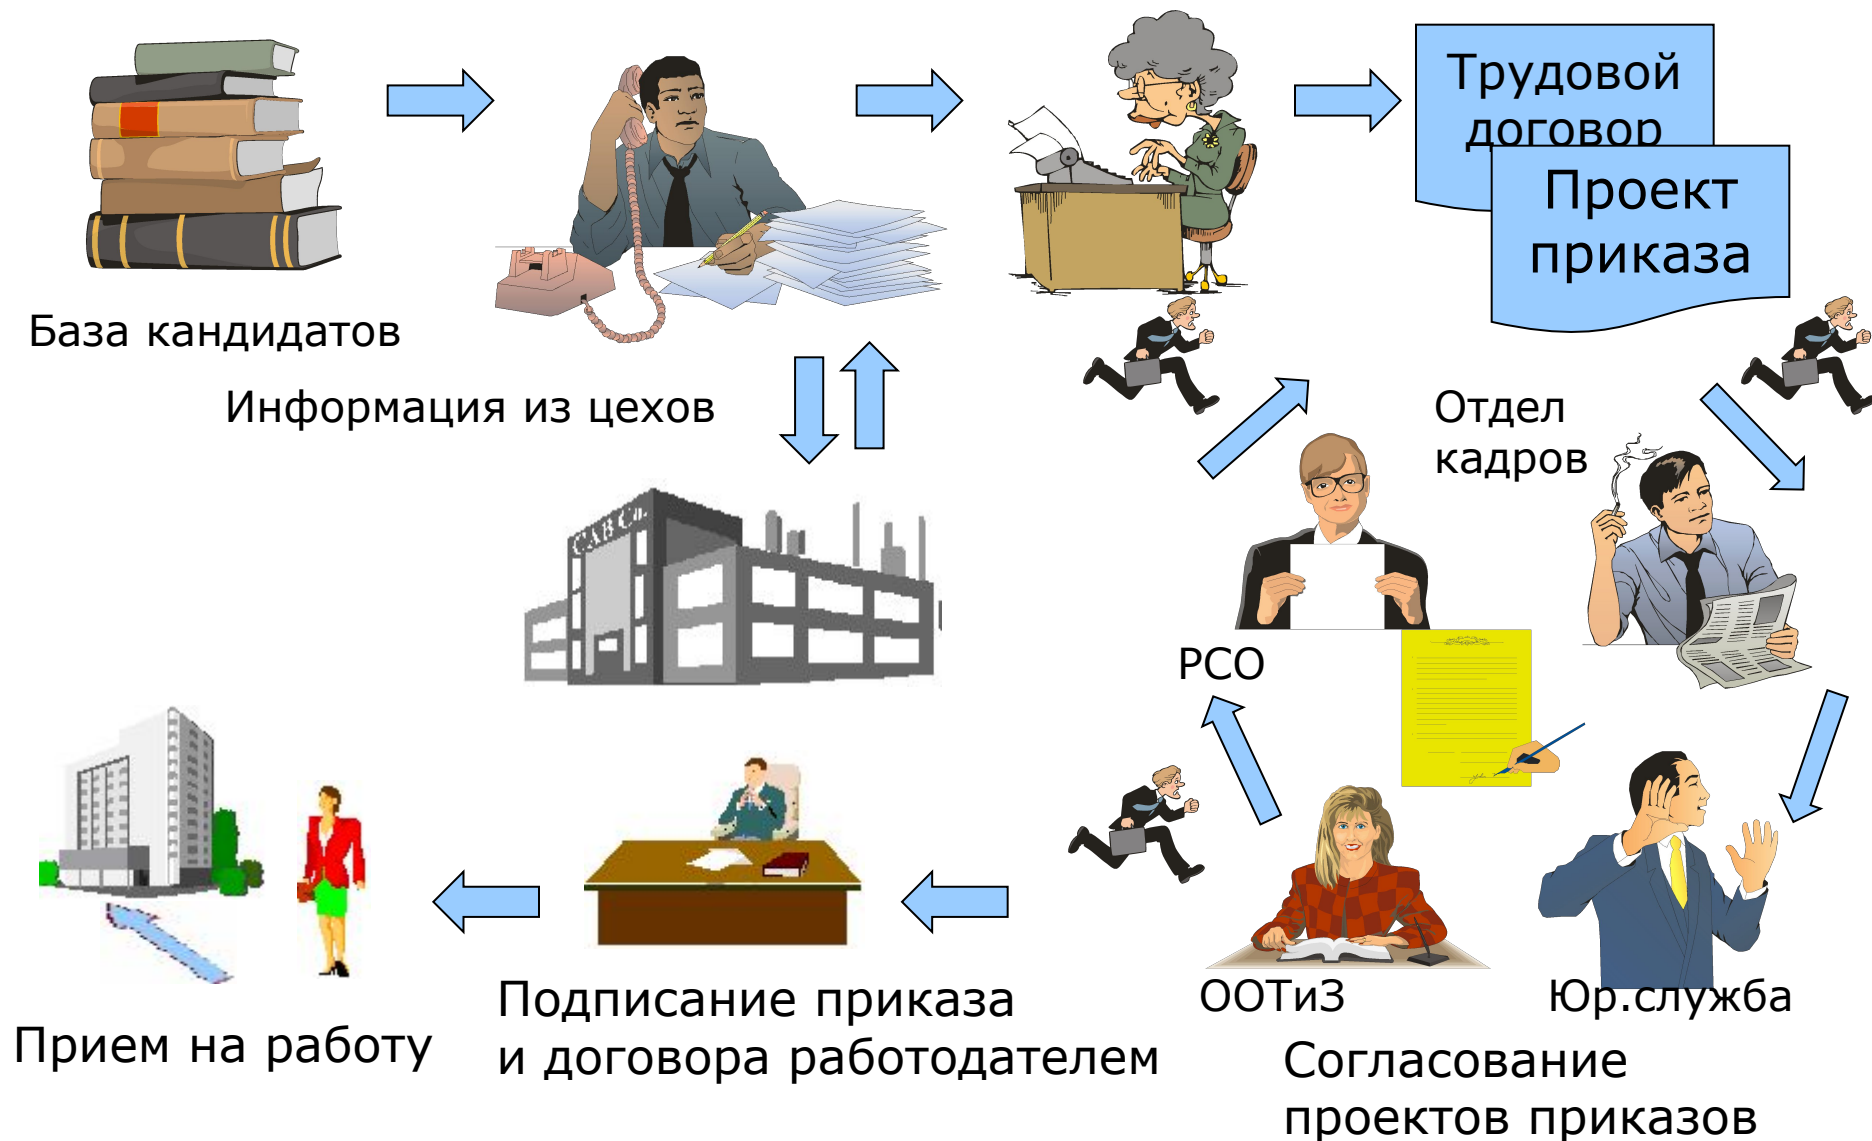 Трудовой
договор
Проект
приказа
База кандидатов
Информация из цехов
Отдел
кадров
CABCo.
РСО
ООТиЗ
Юр.служба
Подписание приказа
и договора работодателем
Прием на работу
Согласование
проектов приказов